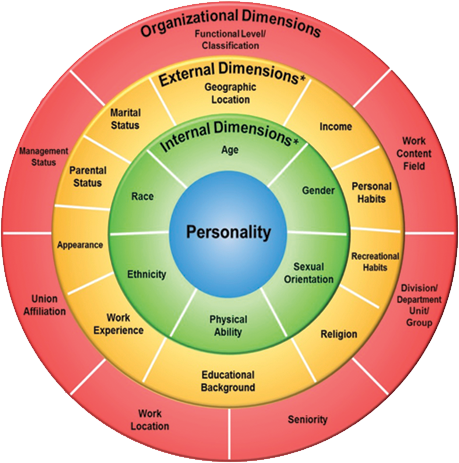 Organizational Dimensions
Functional Level/
Classification
External Dimensions*
Geographic
Location
Marital
Status
Income
Internal Dimensions*
Age
Management
Status
Work
Content
Field
Parental
Status
Personal
Habits
Race
Gender
Personality
Appearance
Recreational
Habits
Ethnicity
Sexual
Orientation
Union
Affiliation
Division/
Department
Unit/
Group
Work
Experience
Physical
Ability
Religion
Educational
Background
Work
Location
Seniority